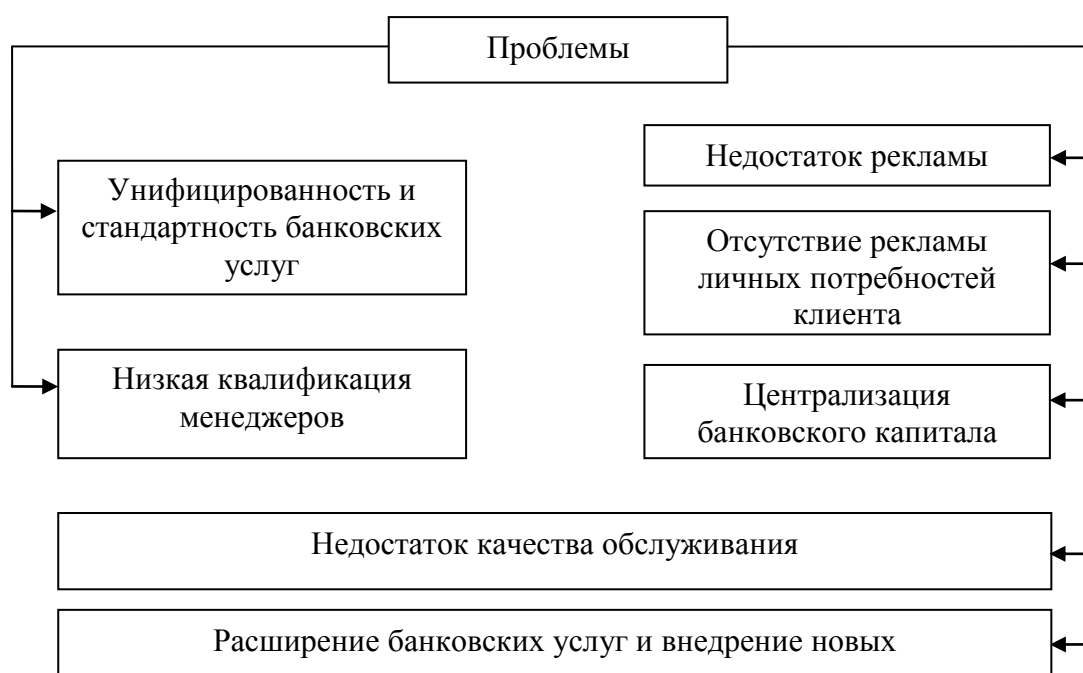 Проблемы
Унифицированность и
стандартность банковских
услуг
Низкая квалификация
менеджеров
Недостаток рекламы
Отсутствие рекламы
личных потребностей
клиента
Централизация
банковского капитала
Недостаток качества обслуживания
Расширение банковских услуг и внедрение новых